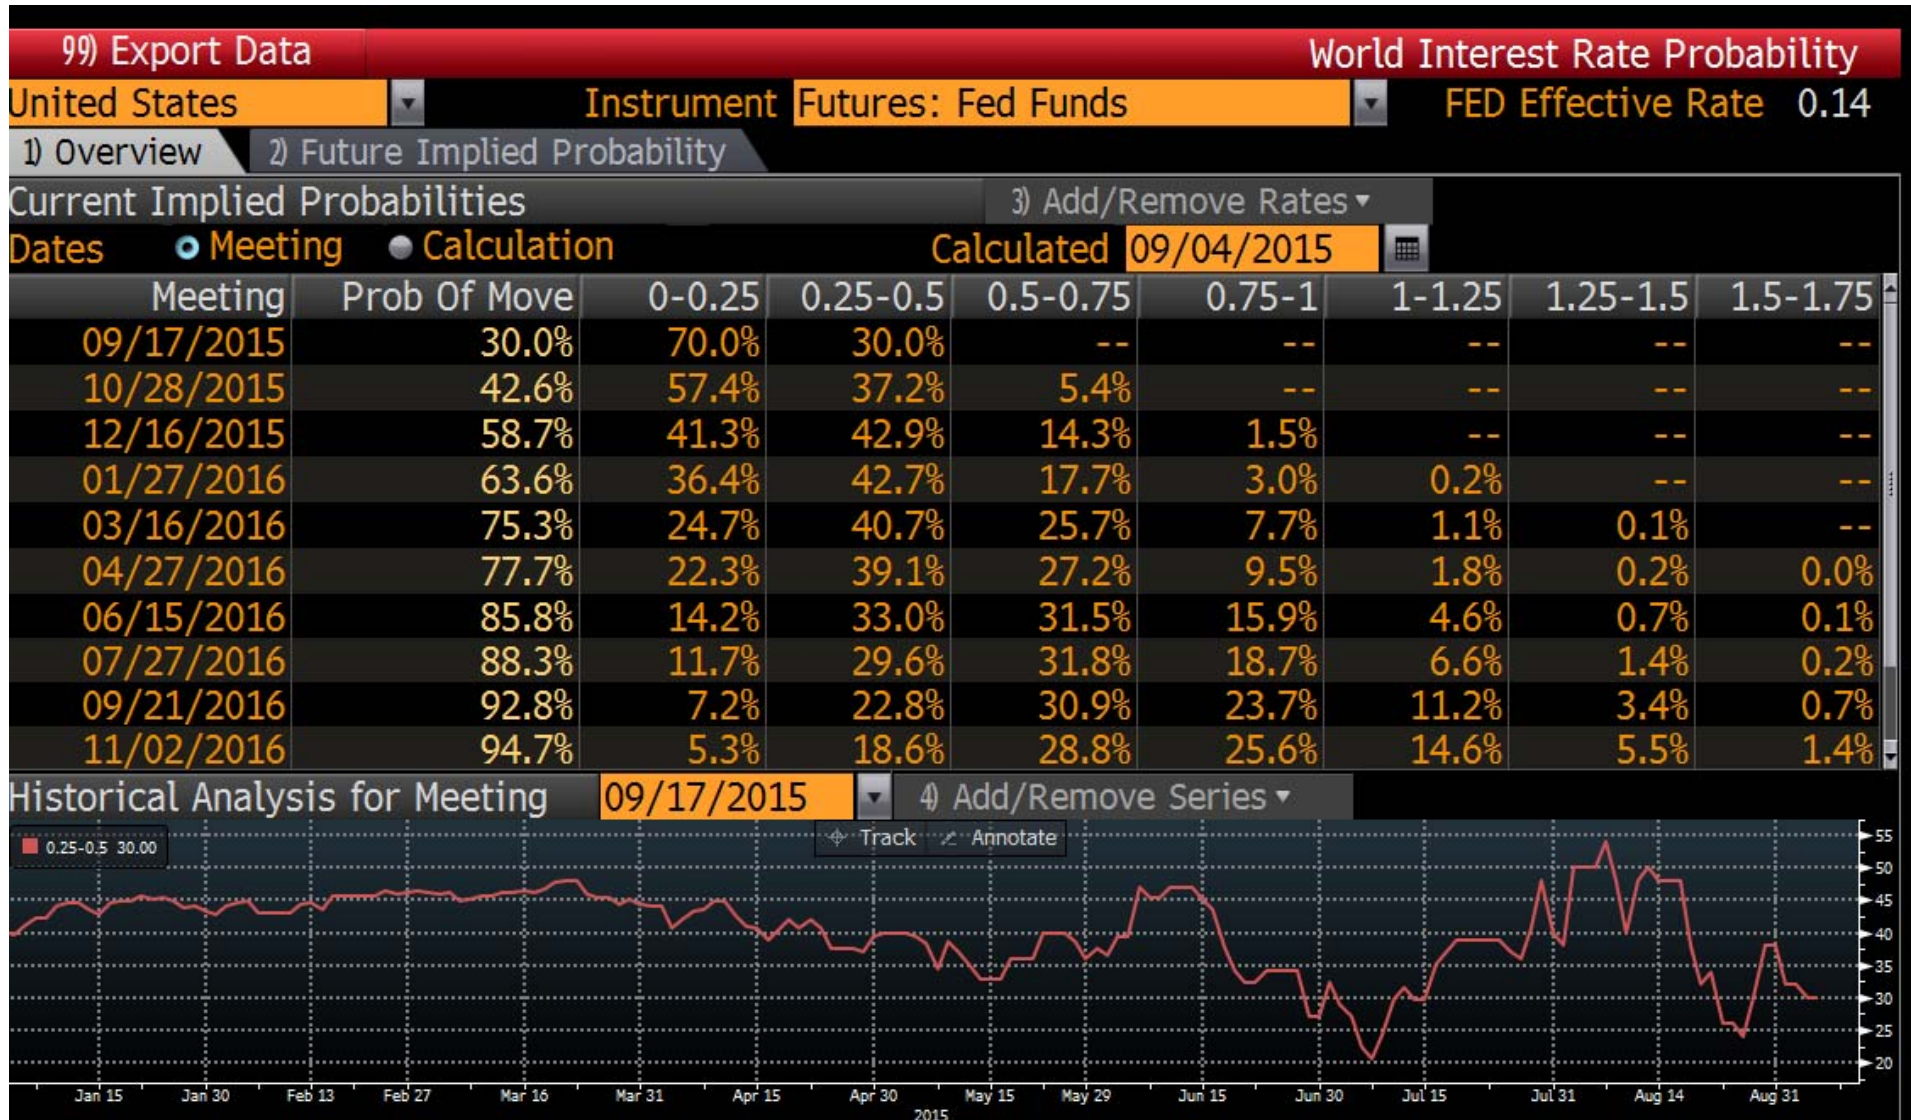 99) Export Data World Interest Rate Probability
United States Instrument Futures: Fed Funds FED Effective Rate 0.14
1) Overview 2) Future Implied Probability
Current Implied Probabilities 3) Add/Remove Rates
Dates Meeting Calculation Calculated 09/04/2015
Meeting Prob Of Move 0-0.25 0.25-0.5 0.5-0.75 0.75-1 1-1.25 1.25-1.5 1.5-1.75
09/17/2015 30.0% 70.0% 30.0% -- -- -- -- --
10/28/2015 42.6% 57.4% 37.2% 5.4% -- -- -- --
12/16/2015 58.7% 41.3% 42.9% 14.3% 1.5% -- -- --
01/27/2016 63.6% 36.4% 42.7% 17.7% 3.0% 0.2% -- --
03/16/2016 75.3% 24.7% 40.7% 25.7% 7.7% 1.1% 0.1% --
04/27/2016 77.7% 22.3% 39.1% 27.2% 9.5% 1.8% 0.2% 0.0%
06/15/2016 85.8% 14.2% 33.0% 31.5% 15.9% 4.6% 0.7% 0.1%
07/27/2016 88.3% 11.7% 29.6% 31.8% 18.7% 6.6% 1.4% 0.2%
09/21/2016 92.8% 7.2% 22.8% 30.9% 23.7% 11.2% 3.4% 0.7%
11/02/2016 94.7% 5.3% 18.6% 28.8% 25.6% 14.6% 5.5% 1.4%
Historical Analysis for Meeting 09/17/2015 4) Add/Remove Series
0.25-0.5 30.00 Track Annotate
55
50
45
40
35
30
25
20
Jan 15 Jan 30 Feb 13 Feb 27 Mar 16 Mar 31 Apr 15 Apr 30 May 15 May 29 Jun 15 Jun 30 Jul 15 Jul 31 Aug 14 Aug 31
2015